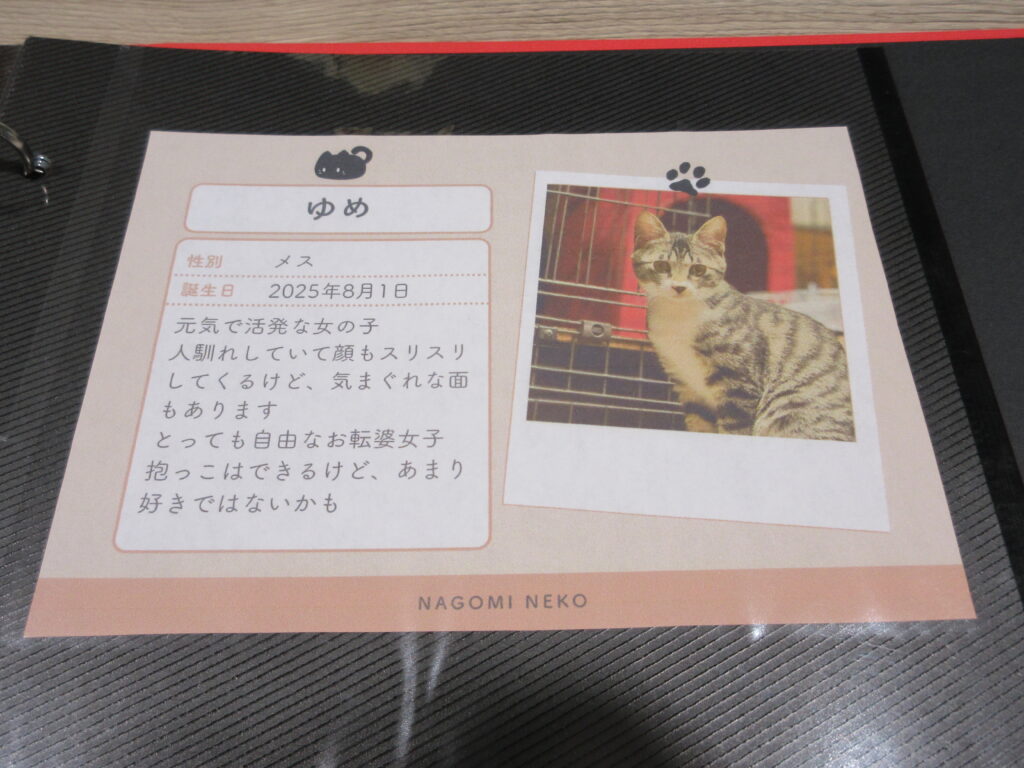 ゆめ
性別 メス
誕生日 2025年8月1日
元気で活発な女の子
人馴れしていて顔もスリスリ
してくるけど、気まぐれな面
もあります
とっても自由なお転婆女子
抱っこはできるけど、あまり
好きではないかも
NAGOMI NEKO